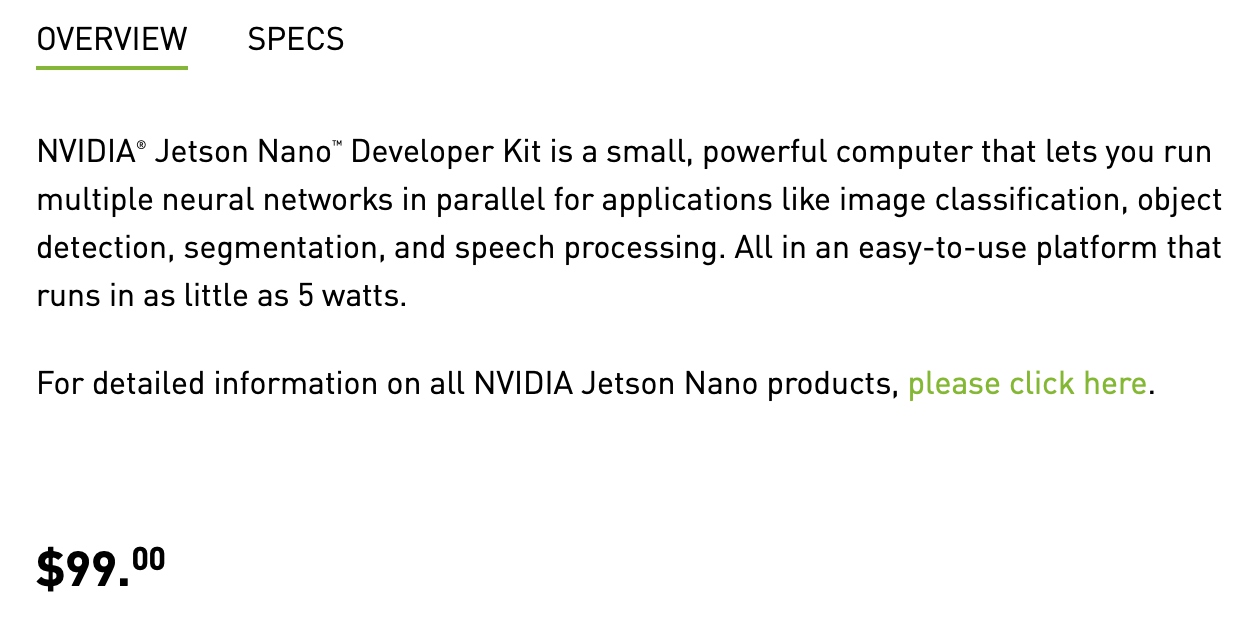 OVERVIEW SPECS
NVIDIA® Jetson Nano™ Developer Kit is a small, powerful computer that lets you run
multiple neural networks in parallel for applications like image classification, object
detection, segmentation, and speech processing. All in an easy-to-use platform that
runs in as little as 5 watts.
For detailed information on all NVIDIA Jetson Nano products, please click here.
$99.00